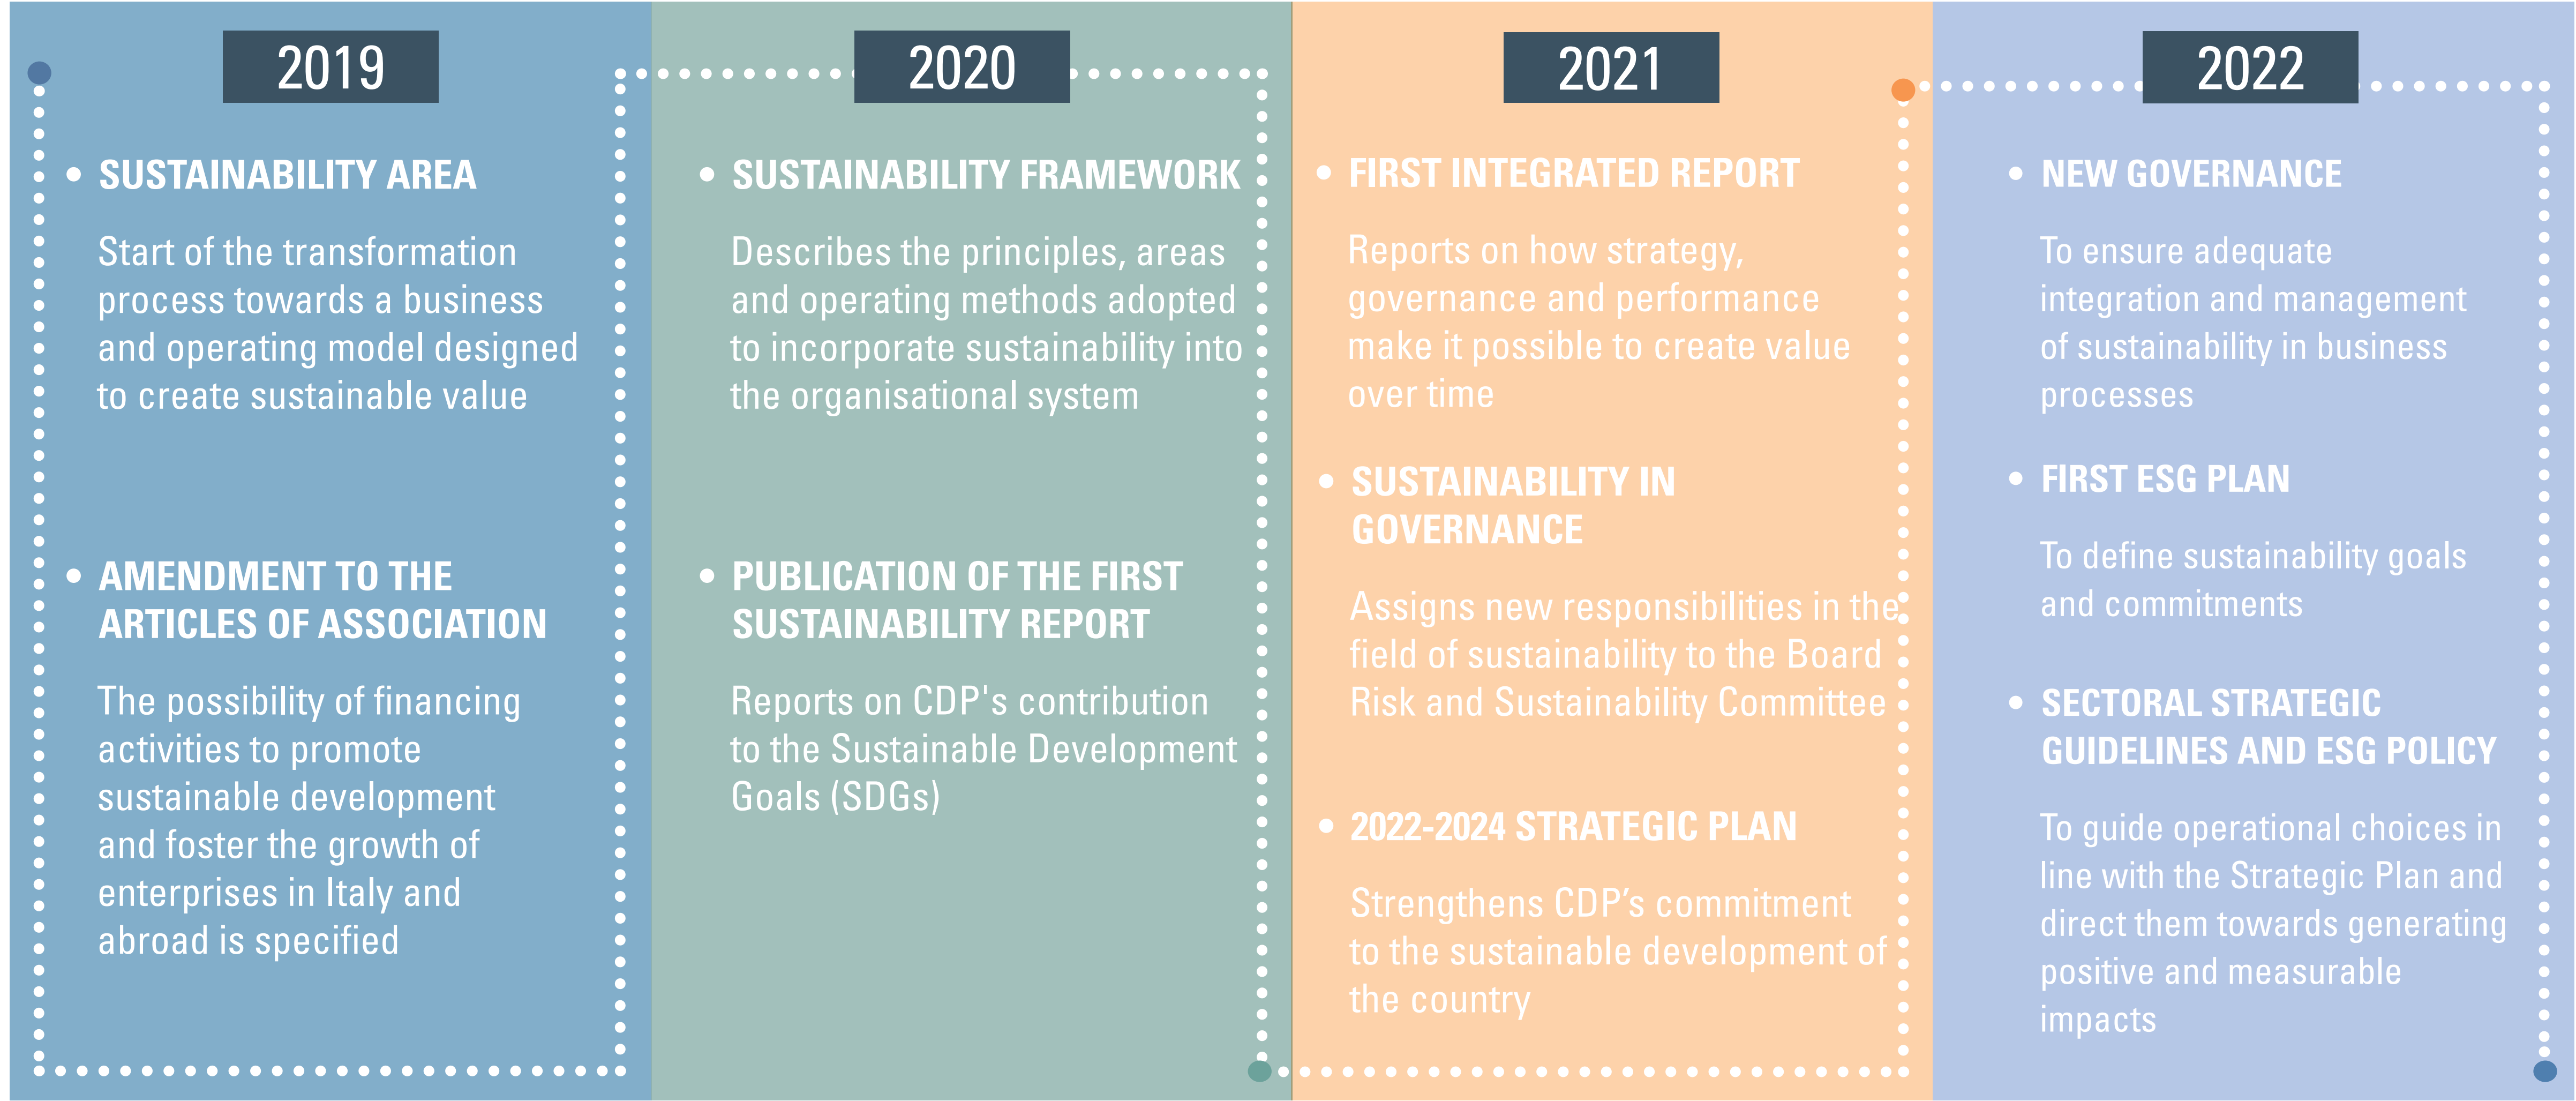 2019
• SUSTAINABILITY AREA
Start of the transformation
process towards a business
and operating model designed
to create sustainable value
• AMENDMENT TO THE
ARTICLES OF ASSOCIATION
The possibility of financing
activities to promote
sustainable development
and foster the growth of
enterprises in Italy and
abroad is specified
2020
• SUSTAINABILITY FRAMEWORK
Describes the principles, areas
and operating methods adopted
to incorporate sustainability into
the organisational system
• PUBLICATION OF THE FIRST
SUSTAINABILITY REPORT
Reports on CDP's contribution
to the Sustainable Development
Goals (SDGs)
2021
• FIRST INTEGRATED REPORT
Reports on how strategy,
governance and performance
make it possible to create value
over time
• SUSTAINABILITY IN
GOVERNANCE
Assigns new responsibilities in the
field of sustainability to the Board
Risk and Sustainability Committee
• 2022-2024 STRATEGIC PLAN
Strengthens CDP’s commitment
to the sustainable development of
the country
2022
• NEW GOVERNANCE
To ensure adequate
integration and management
of sustainability in business
processes
• FIRST ESG PLAN
To define sustainability goals
and commitments
• SECTORAL STRATEGIC
GUIDELINES AND ESG POLICY
To guide operational choices in
line with the Strategic Plan and
direct them towards generating
positive and measurable
impacts